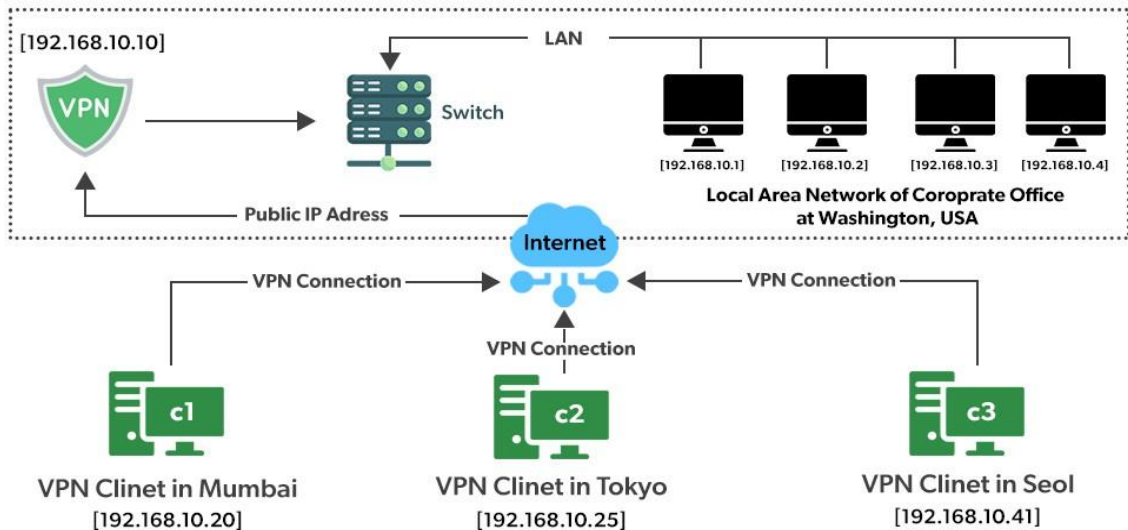 [192.168.10.10]
VPN
Switch
LAN
[192.168.10.1]
[192.168.10.2]
[192.168.10.3]
[192.168.10.4]
Local Area Network of Coroprate Office
at Washington, USA
Public IP Adress
Internet
VPN Connection
VPN Connection
VPN Connection
c1
c2
c3
VPN Clinet in Mumbai
[192.168.10.20]
VPN Clinet in Tokyo
[192.168.10.25]
VPN Clinet in Seol
[192.168.10.41]